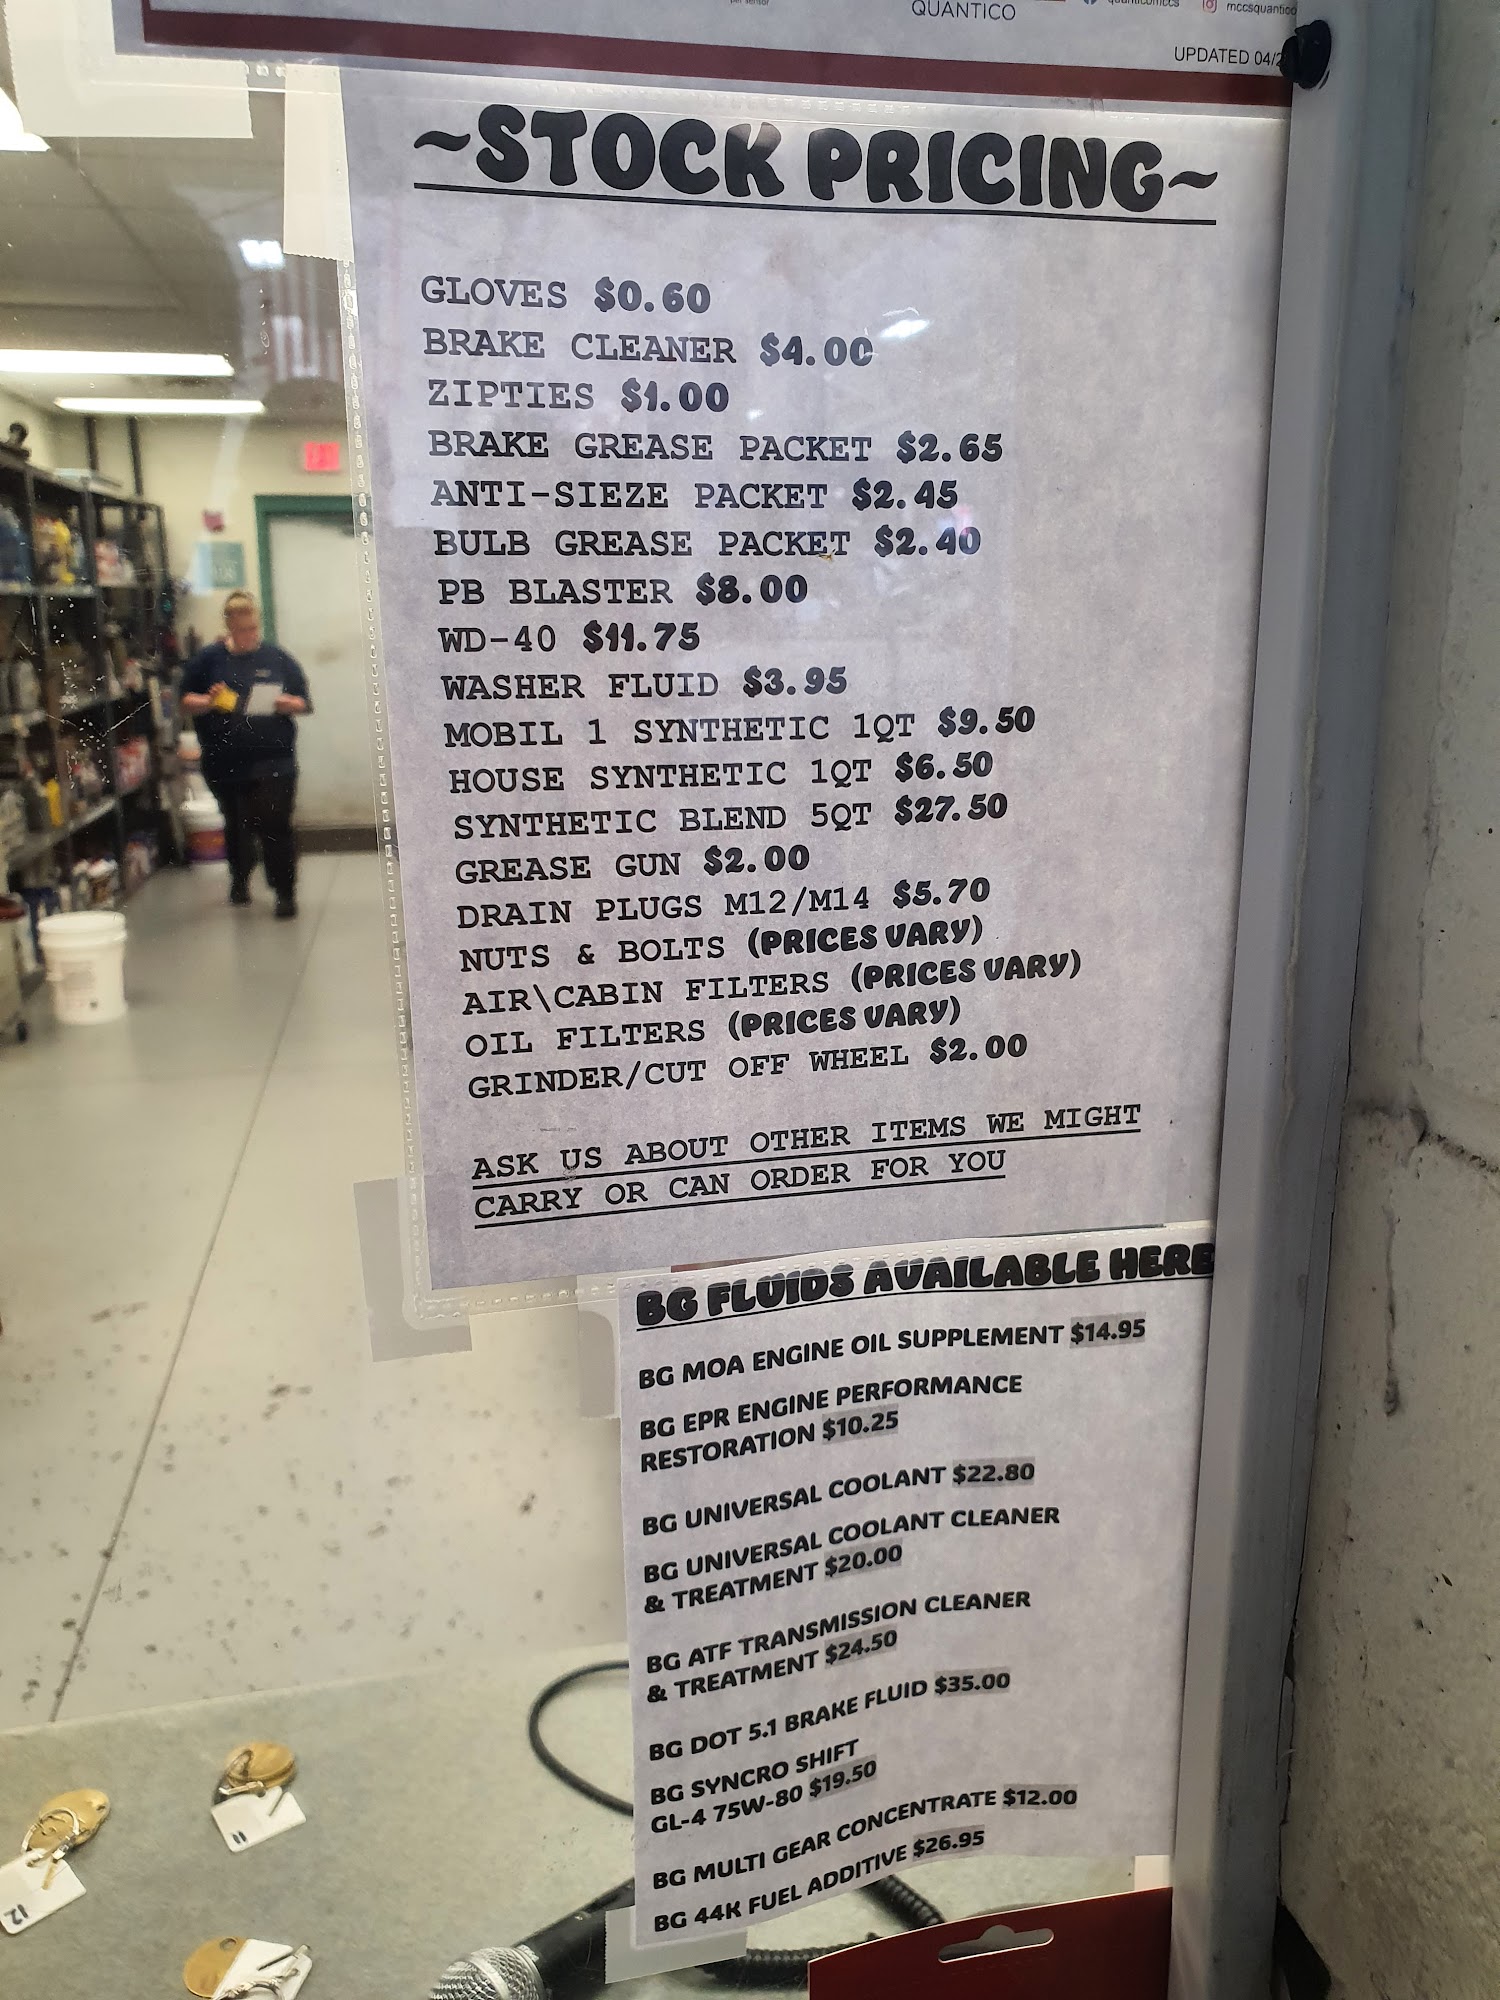 QUANTICO
mccsquantico
UPDATED 04/2
~STOCK PRICING~
GLOVES $0.60
BRAKE CLEANER $4.00
ZIPTIES $1.00
BRAKE GREASE PACKET $2.65
ANTI-SIEZE PACKET $2.45
BULB GREASE PACKET $2.40
PB BLASTER $8.00
WD-40 $11.75
WASHER FLUID $3.95
MOBIL 1 SYNTHETIC 1QT $9.50
HOUSE SYNTHETIC 1QT $6.50
SYNTHETIC BLEND 5QT $27.50
GREASE GUN $2.00
DRAIN PLUGS M12/M14 $5.70
NUTS & BOLTS (PRICES VARY)
AIR\CABIN FILTERS (PRICES VARY)
OIL FILTERS (PRICES VARY)
GRINDER/CUT OFF WHEEL $2.00
ASK US ABOUT OTHER ITEMS WE MIGHT
CARRY OR CAN ORDER FOR YOU
BG FLUIDS AVAILABLE HERE
BG MOA ENGINE OIL SUPPLEMENT $14.95
BG EPR ENGINE PERFORMANCE
RESTORATION $10.25
BG UNIVERSAL COOLANT $22.80
BG UNIVERSAL COOLANT CLEANER
& TREATMENT $20.00
BG ATF TRANSMISSION CLEANER
& TREATMENT $24.50
BG DOT 5.1 BRAKE FLUID $35.00
BG SYNCRO SHIFT
GL-4 75W-80 $19.50
BG MULTI GEAR CONCENTRATE $12.00
BG 44K FUEL ADDITIVE $26.95
11
12